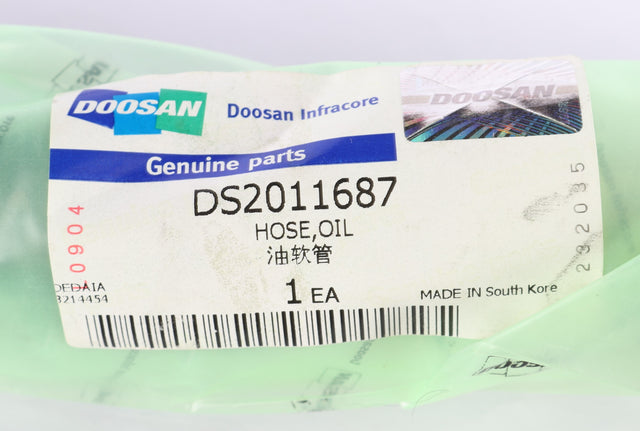 DOOSAN
Doosan Infracore
DOOSAN
Genuine parts
DS2011687
HOSE,OIL
油软管
1 EA
MADE IN South Kore
0904
232035
DEDAIA
3214454